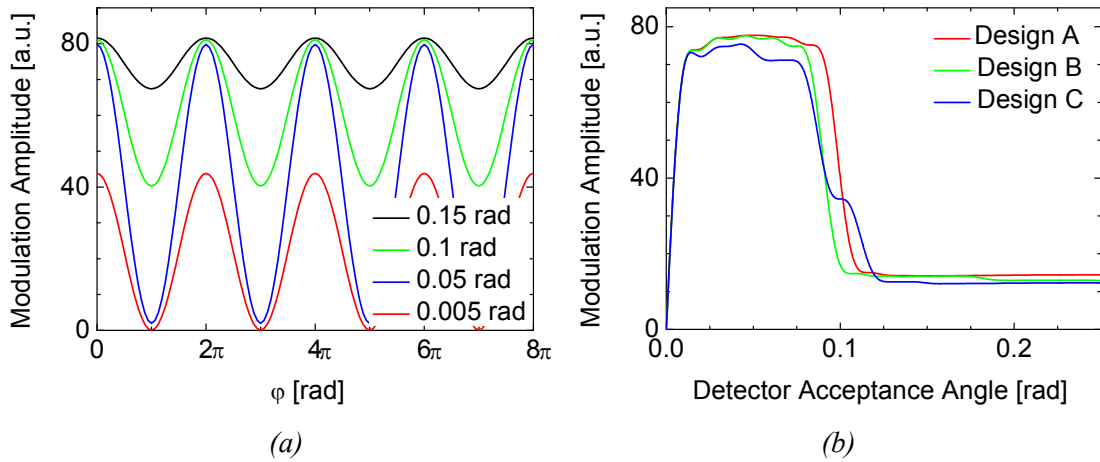 Modulation Amplitude [a.u.]
80
40
0
0
2π
4π
6π
8π
φ [rad]
0.15 rad
0.1 rad
0.05 rad
0.005 rad
(a)
Modulation Amplitude [a.u.]
80
40
0
0.0
0.1
0.2
Detector Acceptance Angle [rad]
Design A
Design B
Design C
(b)